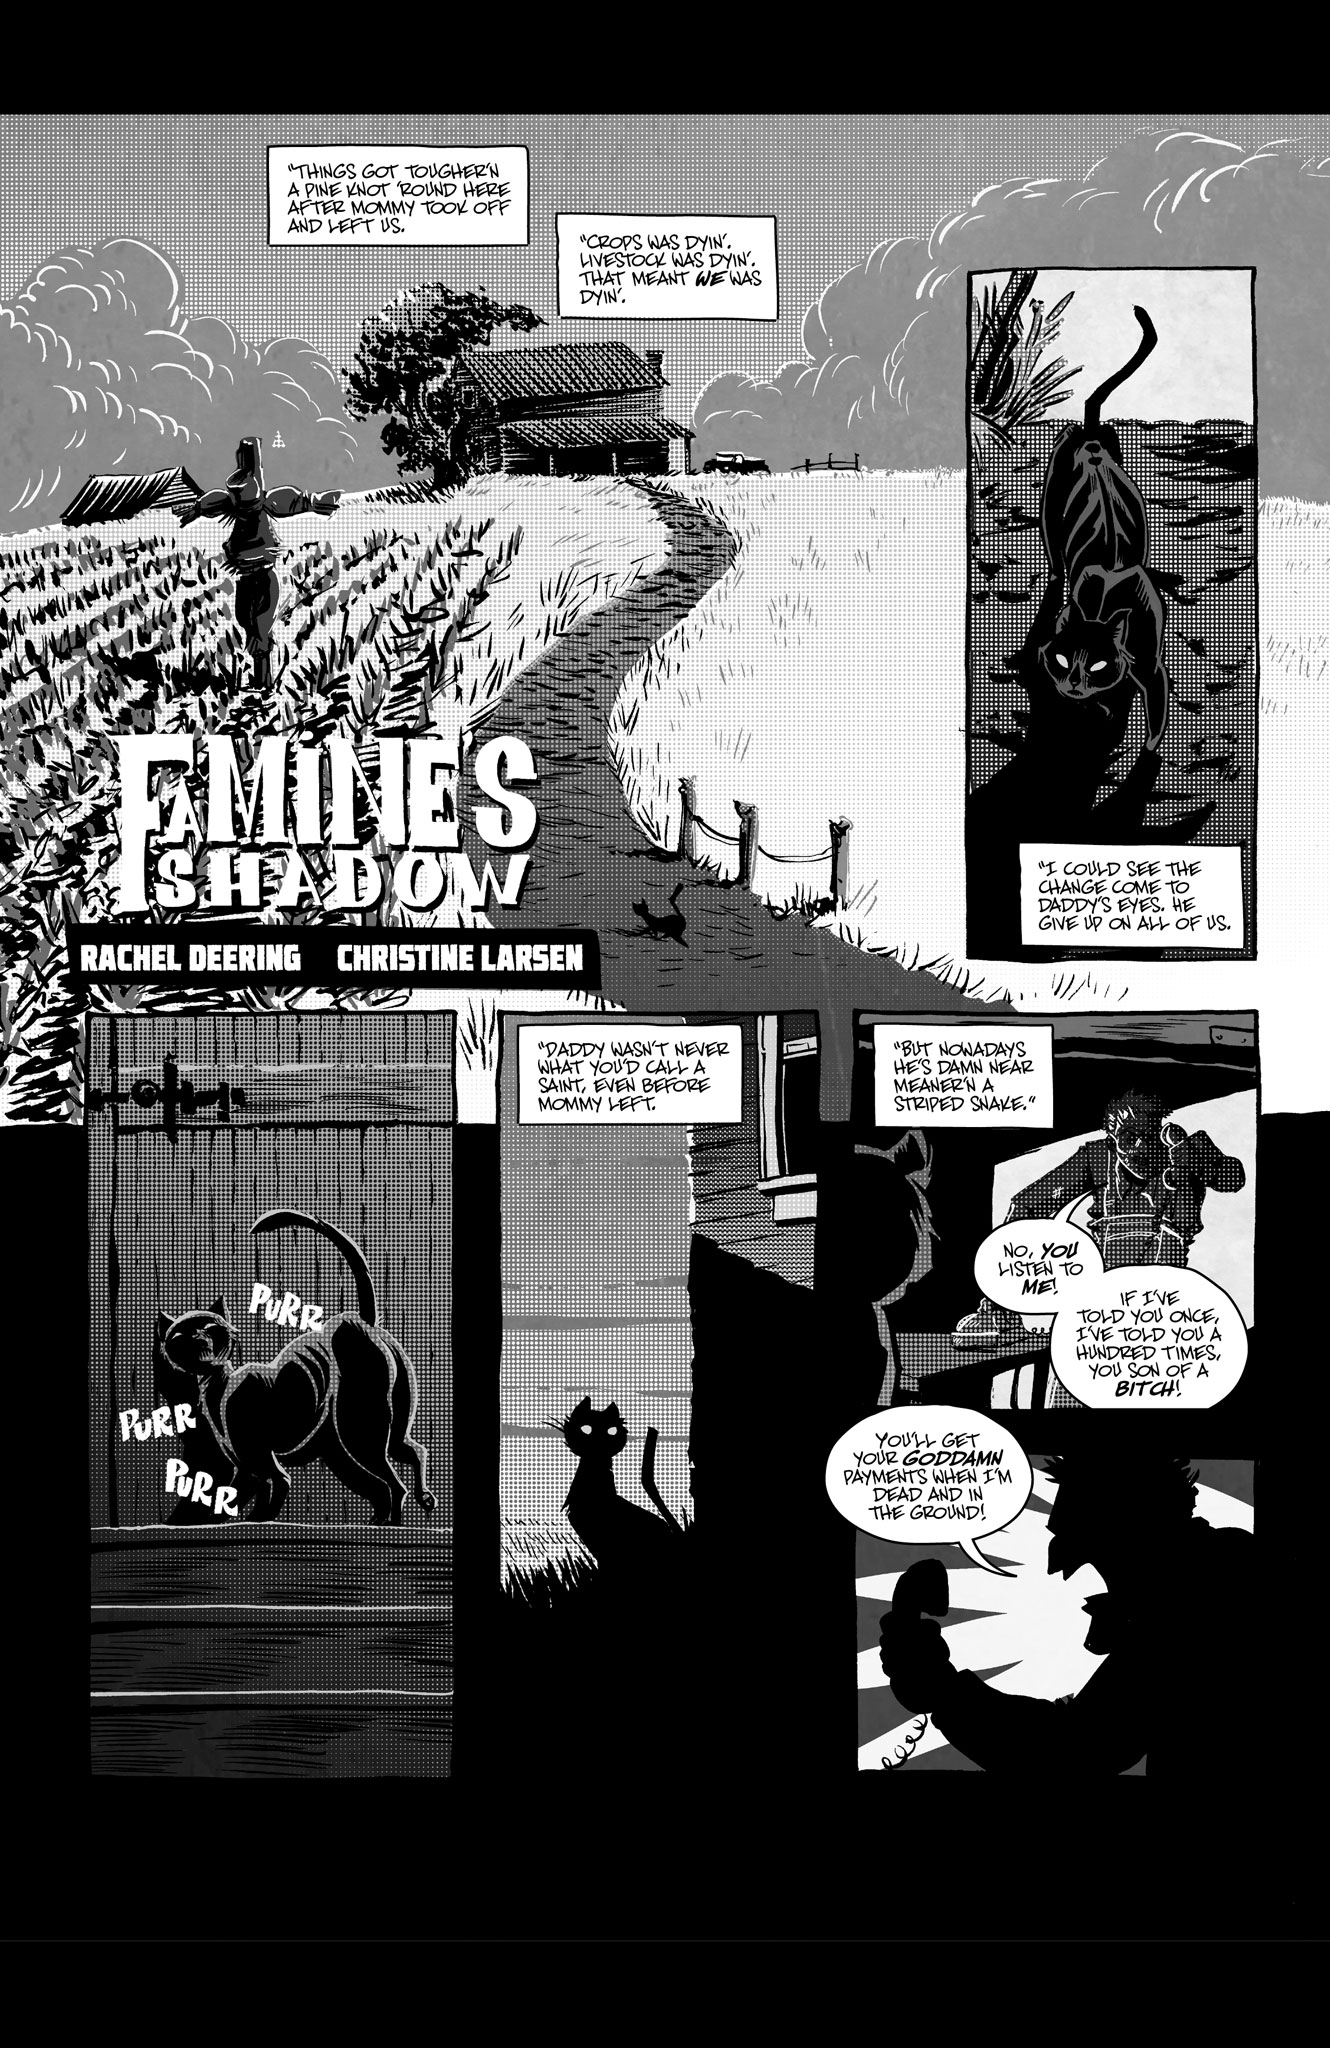 "THINGS GOT TOUGHER'N
A PINE KNOT 'ROUND HERE
AFTER MOMMY TOOK OFF
AND LEFT US.
"CROPS WAS DYIN'.
LIVESTOCK WAS DYIN'.
THAT MEANT WE WAS
DYIN'.
FAMINE'S
SHADOW
RACHEL DEERING CHRISTINE LARSEN
"I COULD SEE THE
CHANGE COME TO
DADDY'S EYES. HE
GIVE UP ON ALL OF US.
PURR
PURR
PURR
"DADDY WASN'T NEVER
WHAT YOU'D CALL A
SAINT, EVEN BEFORE
MOMMY LEFT.
"BUT NOWADAYS
HE'S DAMN NEAR
MEANER'N A
STRIPED SNAKE."
NO, YOU
LISTEN TO
ME!
IF I'VE
TOLD YOU ONCE,
I'VE TOLD YOU A
HUNDRED TIMES,
YOU SON OF A
BITCH!
YOU'LL GET
YOUR GODDAMN
PAYMENTS WHEN I'M
DEAD AND IN
THE GROUND!